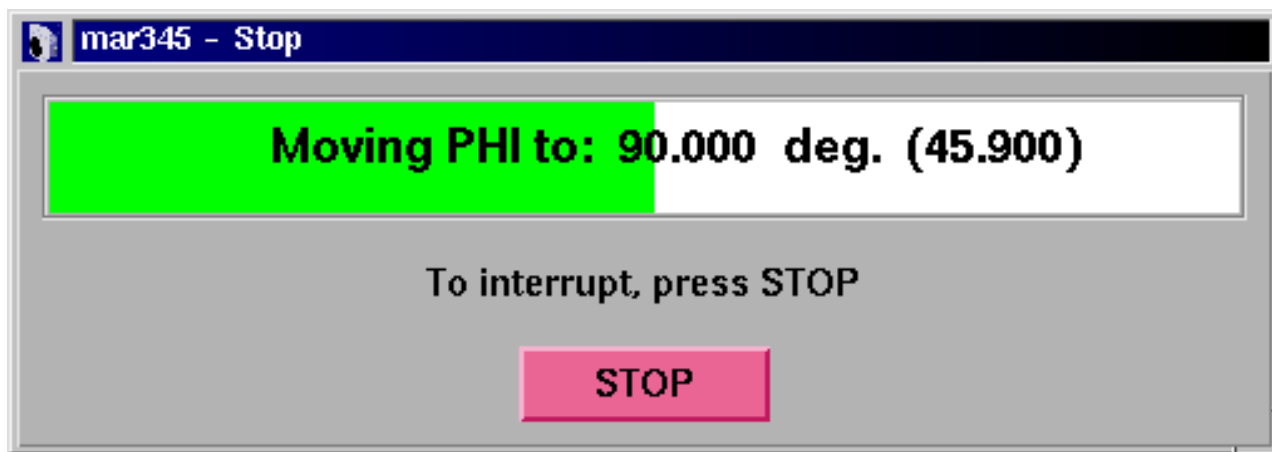 mar345 - Stop
Moving PHI to: 90.000 deg. (45.900)
To interrupt, press STOP
STOP